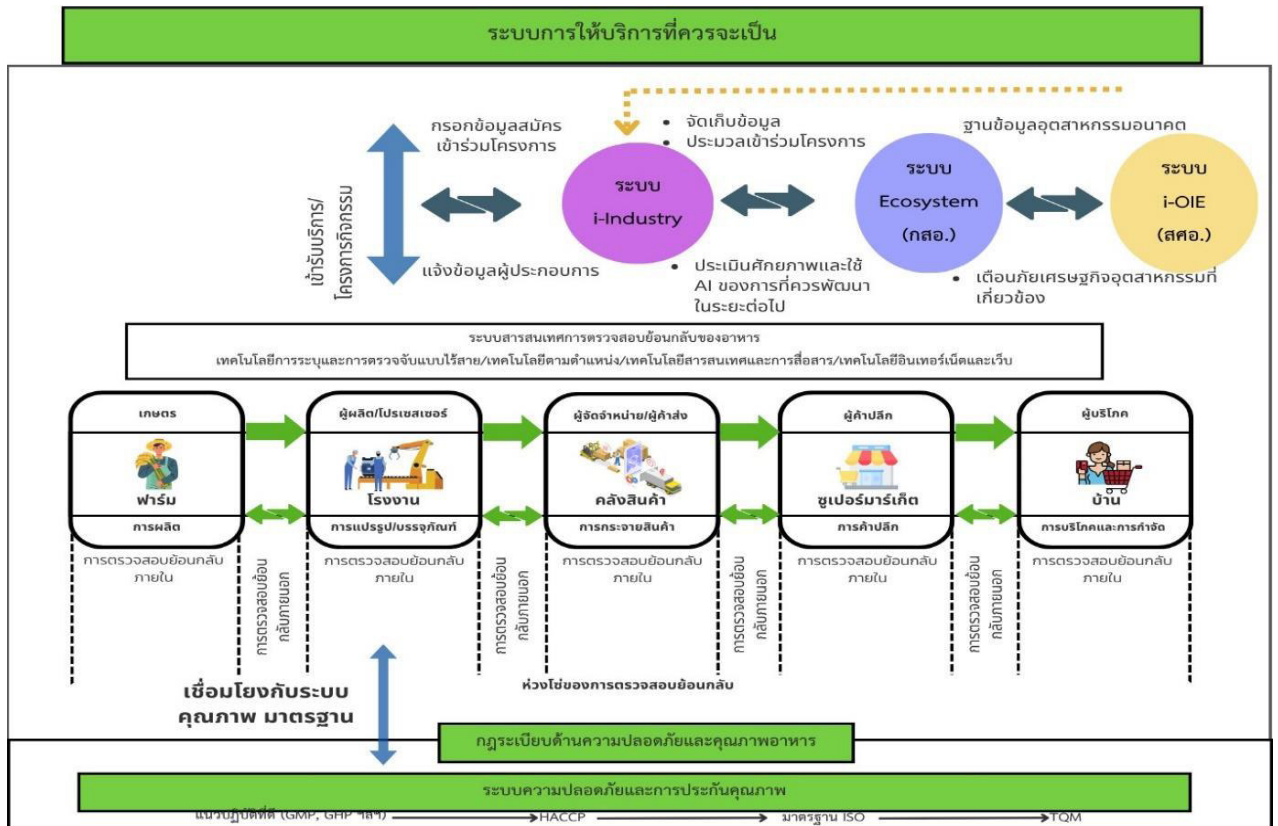 ระบบการให้บริการที่ควรจะเป็น
กรอกข้อมูลสมัคร
เข้าร่วมโครงการ
• จัดเก็บข้อมูล
• ประมวลเข้าร่วมโครงการ
ฐานข้อมูลอุตสาหกรรมอนาคต
เข้ารับบริการ/
โครงการกิจกรรม
ระบบ
i-Industry
ระบบ
Ecosystem
(กสอ.)
ระบบ
i-OIE
(สศอ.)
แจ้งข้อมูลผู้ประกอบการ
• ประเมินศักยภาพและใช้
AI ของการที่ควรพัฒนา
ในระยะต่อไป
• เตือนภัยเศรษฐกิจอุตสาหกรรมที่
เกี่ยวข้อง
ระบบสารสนเทศการตรวจสอบย้อนกลับของอาหาร
เทคโนโลยีการระบุและการตรวจจับแบบไร้สาย/เทคโนโลยีตามตำแหน่ง/เทคโนโลยีสารสนเทศและการสื่อสาร/เทคโนโลยีอินเทอร์เน็ตและเว็บ
เกษตร
ฟาร์ม
การผลิต
ผู้ผลิต/โปรเซสเซอร์
โรงงาน
การแปรรูป/บรรจุภัณฑ์
ผู้จัดจำหน่าย/ผู้ค้าส่ง
คลังสินค้า
การกระจายสินค้า
ผู้ค้าปลีก
ซูเปอร์มาร์เก็ต
การค้าปลีก
ผู้บริโภค
บ้าน
การบริโภคและการกำจัด
การตรวจสอบย้อนกลับ
ภายใน
การตรวจสอบย้อน
กลับภายนอก
การตรวจสอบย้อนกลับ
ภายใน
การตรวจสอบย้อน
กลับภายนอก
การตรวจสอบย้อนกลับ
ภายใน
การตรวจสอบย้อน
กลับภายนอก
การตรวจสอบย้อนกลับ
ภายใน
การตรวจสอบย้อน
กลับภายนอก
การตรวจสอบย้อนกลับ
ภายใน
เชื่อมโยงกับระบบ
คุณภาพ มาตรฐาน
ห่วงโซ่ของการตรวจสอบย้อนกลับ
กฎระเบียบด้านความปลอดภัยและคุณภาพอาหาร
ระบบความปลอดภัยและการประกันคุณภาพ
แนวปฏิบัติที่ดี (GMP, GHP ฯลฯ) HACCP มาตรฐาน ISO TQM